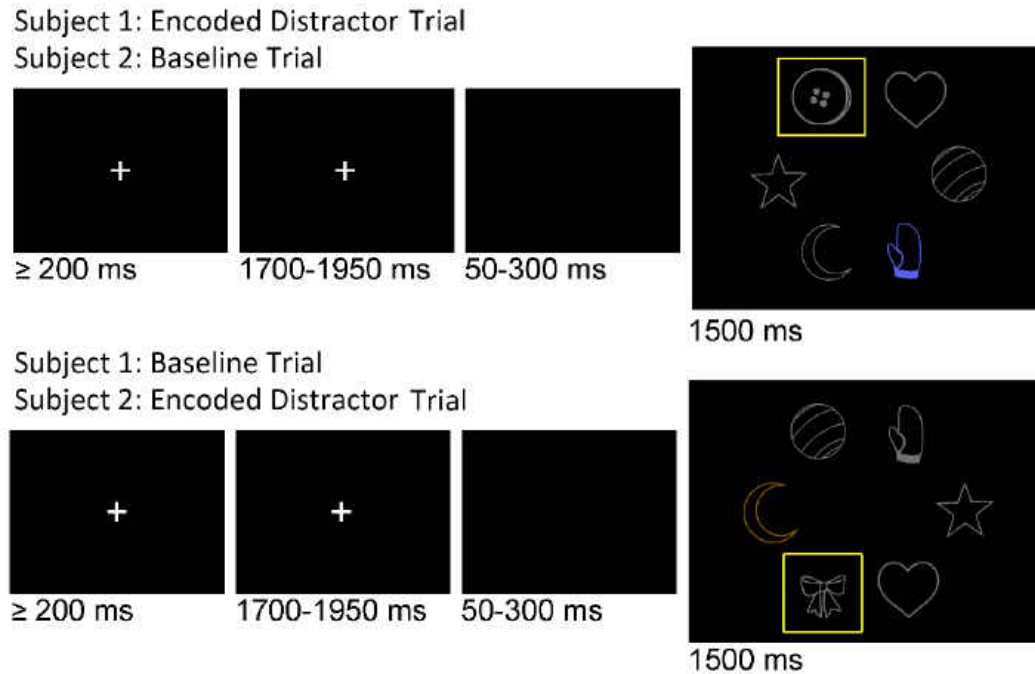 Subject 1: Encoded Distractor Trial
Subject 2: Baseline Trial
≥ 200 ms
1700-1950 ms
50-300 ms
1500 ms
Subject 1: Baseline Trial
Subject 2: Encoded Distractor Trial
≥ 200 ms
1700-1950 ms
50-300 ms
1500 ms